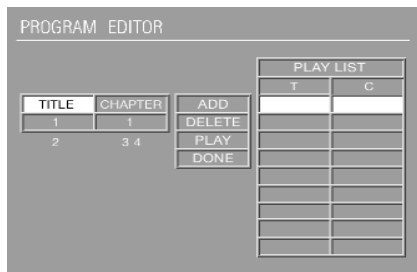 PROGRAM EDITOR
PLAY LIST
T C
TITLE CHAPTER ADD
1 1 DELETE
2 3 4 PLAY
DONE